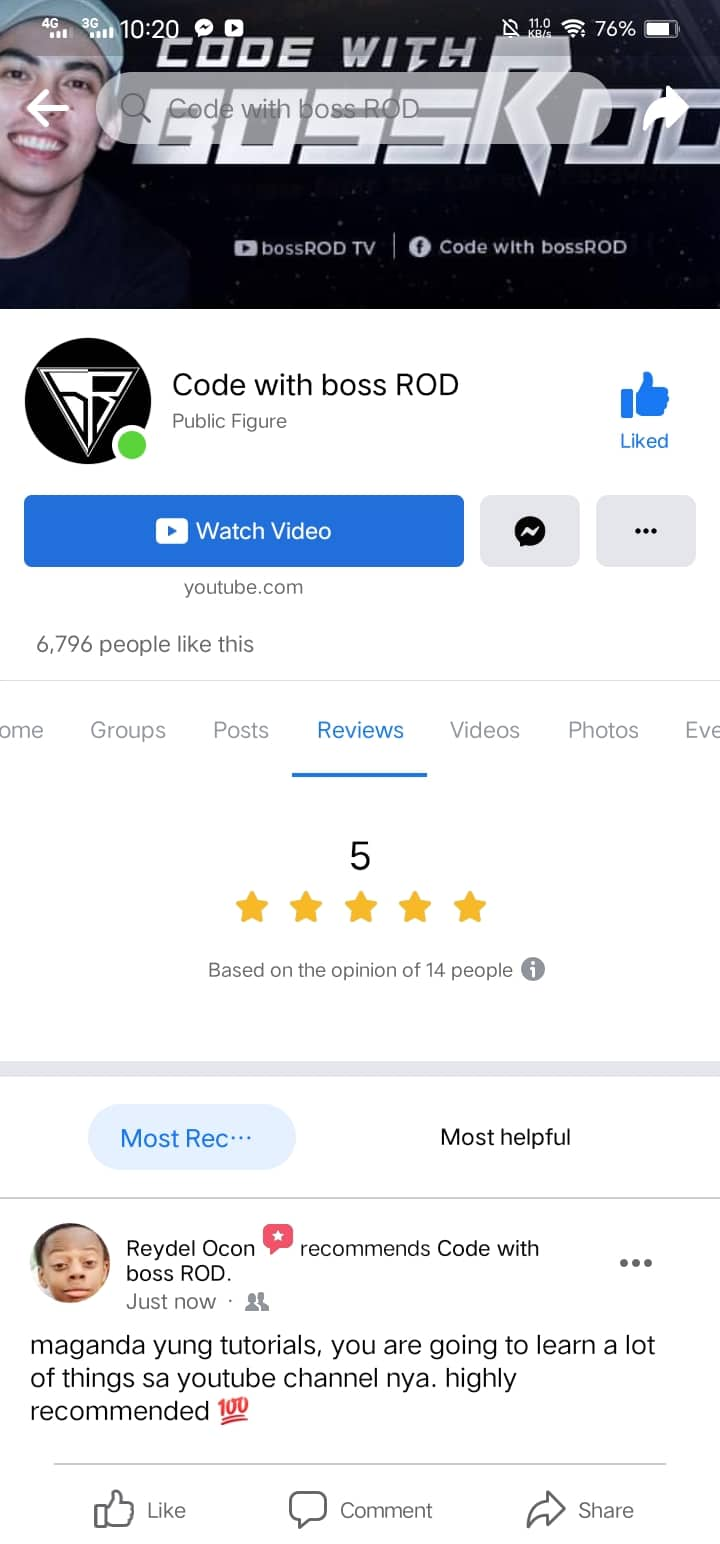 4G 3G 10:20 11.0 KB/s 76%
CODE WITH
Code with boss ROD
BOSSROD
bossROD TV | Code with bossROD
Code with boss ROD
Public Figure
Liked
Watch Video
youtube.com
6,796 people like this
ome Groups Posts Reviews Videos Photos Eve
5
Based on the opinion of 14 people
Most Rec...
Most helpful
Reydel Ocon recommends Code with
boss ROD.
Just now ·
maganda yung tutorials, you are going to learn a lot
of things sa youtube channel nya. highly
recommended 💯
Like Comment Share